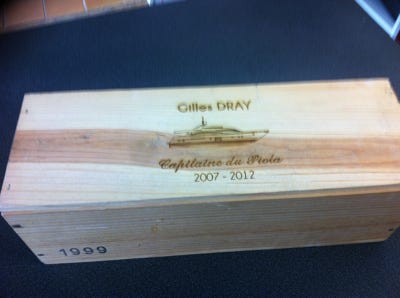 Gilles DRAY
Capitaine du Piola
2007 - 2012
1999